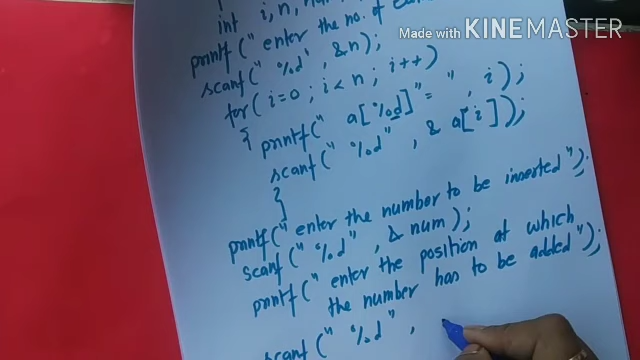 Made with KINEMASTER
int i, n, num
printf(" enter the no. of
scanf(" %d", &n);
for( i=0 ; i<n ; i++)
{ printf(" a[%d]" = ", i);
scanf(" %d" , & a[i]);
}
printf(" enter the number to be inserted");
scanf(" %d" , & num);
printf(" enter the position at which
the number has to be added");
scanf(" %d" ,